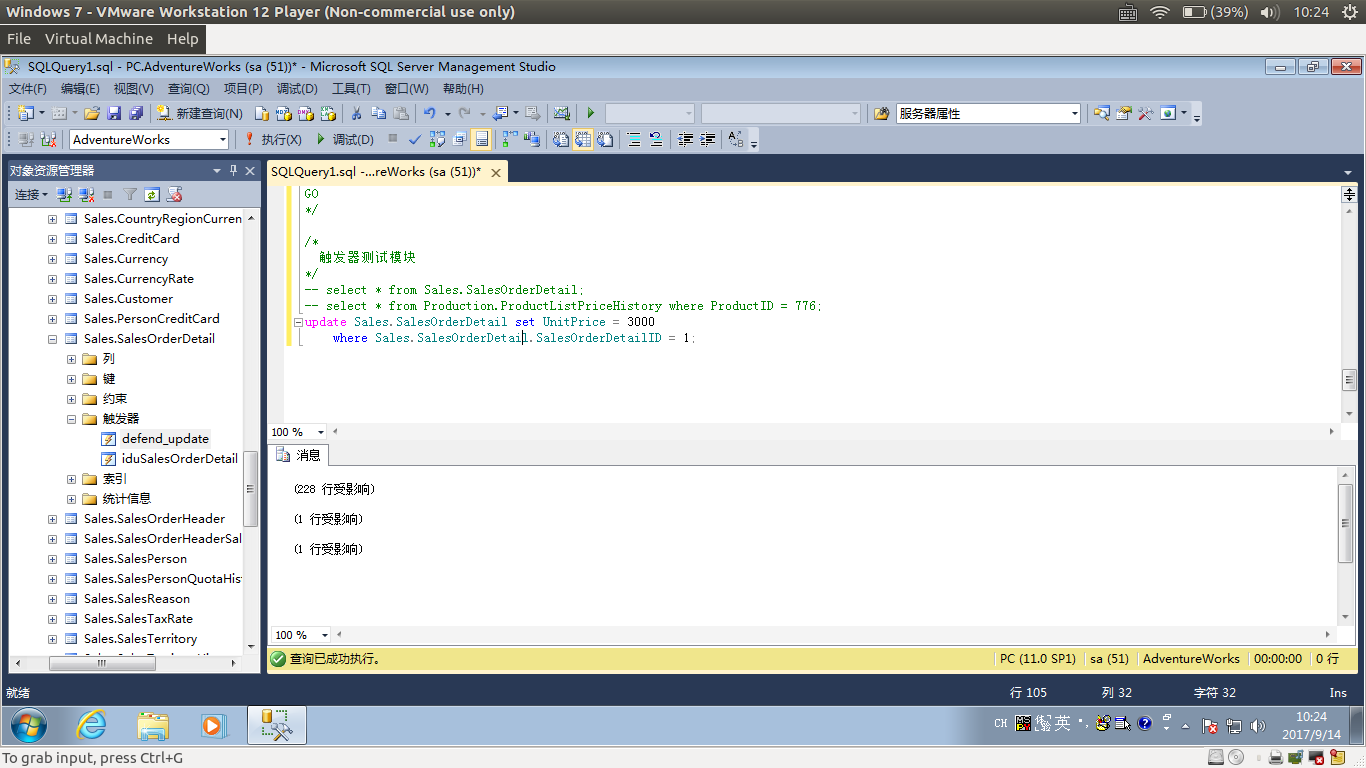 Windows 7 - VMware Workstation 12 Player (Non-commercial use only)
(39%)
10:24
File Virtual Machine Help
SQLQuery1.sql - PC.AdventureWorks (sa (51))* - Microsoft SQL Server Management Studio
文件(F) 编辑(E) 视图(V) 查询(Q) 项目(P) 调试(D) 工具(T) 窗口(W) 帮助(H)
新建查询(N)
服务器属性
AdventureWorks
执行(X)
调试(D)
对象资源管理器
连接
Sales.CountryRegionCurren
Sales.CreditCard
Sales.Currency
Sales.CurrencyRate
Sales.Customer
Sales.PersonCreditCard
Sales.SalesOrderDetail
列
键
约束
触发器
defend_update
iduSalesOrderDetail
索引
统计信息
Sales.SalesOrderHeader
Sales.SalesOrderHeaderSal
Sales.SalesPerson
Sales.SalesPersonQuotaHis
Sales.SalesReason
Sales.SalesTaxRate
Sales.SalesTerritory
SQLQuery1.sql -...reWorks (sa (51))*
GO
*/
/*
触发器测试模块
*/
-- select * from Sales.SalesOrderDetail;
-- select * from Production.ProductListPriceHistory where ProductID = 776;
update Sales.SalesOrderDetail set UnitPrice = 3000
where Sales.SalesOrderDetail.SalesOrderDetailID = 1;
100 %
消息
(228 行受影响)
(1 行受影响)
(1 行受影响)
100 %
查询已成功执行。
PC (11.0 SP1)
sa (51)
AdventureWorks
00:00:00
0 行
就绪
行 105
列 32
字符 32
Ins
CH
英
10:24
2017/9/14
To grab input, press Ctrl+G